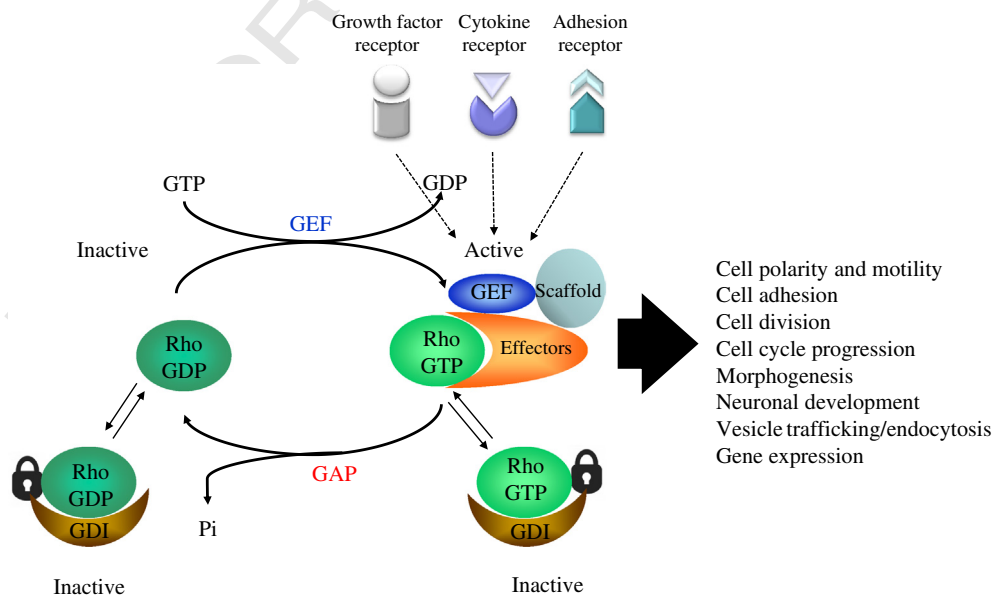 Growth factor
receptor
Cytokine
receptor
Adhesion
receptor
GTP
GDP
GEF
Inactive
Active
GEF
Scaffold
Rho
GDP
Rho
GTP
Effectors
Cell polarity and motility
Cell adhesion
Cell division
Cell cycle progression
Morphogenesis
Neuronal development
Vesicle trafficking/endocytosis
Gene expression
GAP
Pi
Rho
GDP
GDI
Inactive
Rho
GTP
GDI
Inactive